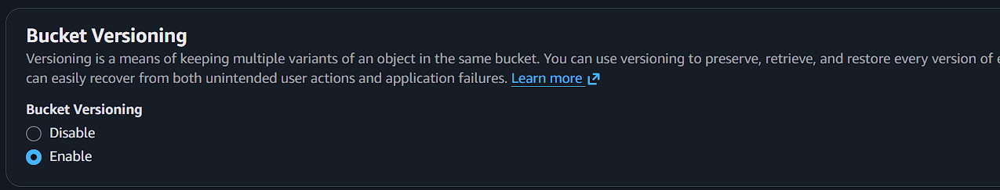 Bucket Versioning
Versioning is a means of keeping multiple variants of an object in the same bucket. You can use versioning to preserve, retrieve, and restore every version of
can easily recover from both unintended user actions and application failures. Learn more
Bucket Versioning
Disable
Enable